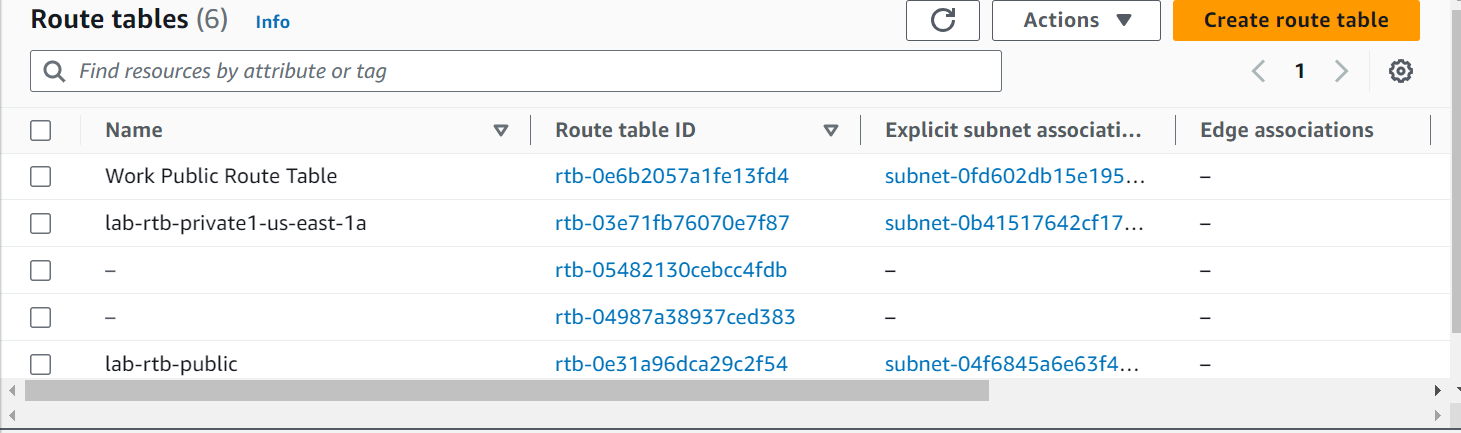 Route tables (6) Info Actions Create route table
Find resources by attribute or tag 1
Name Route table ID Explicit subnet associati... Edge associations
Work Public Route Table rtb-0e6b2057a1fe13fd4 subnet-0fd602db15e195... –
lab-rtb-private1-us-east-1a rtb-03e71fb76070e7f87 subnet-0b41517642cf17... –
– rtb-05482130cebcc4fdb – –
– rtb-04987a38937ced383 – –
lab-rtb-public rtb-0e31a96dca29c2f54 subnet-04f6845a6e63f4... –